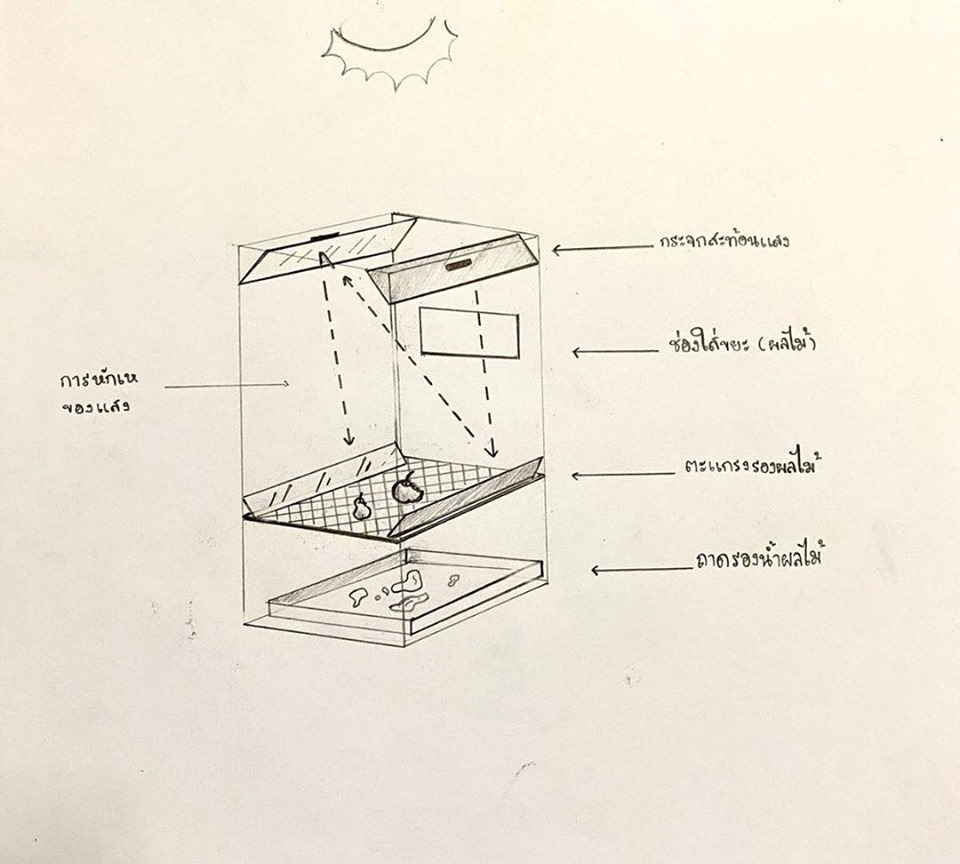 กระจกสะท้อนแสง
ช่องใส่ขยะ (ผลไม้)
การหักเห
ของแสง
ตะแกรงรองผลไม้
ถาดรองน้ำผลไม้